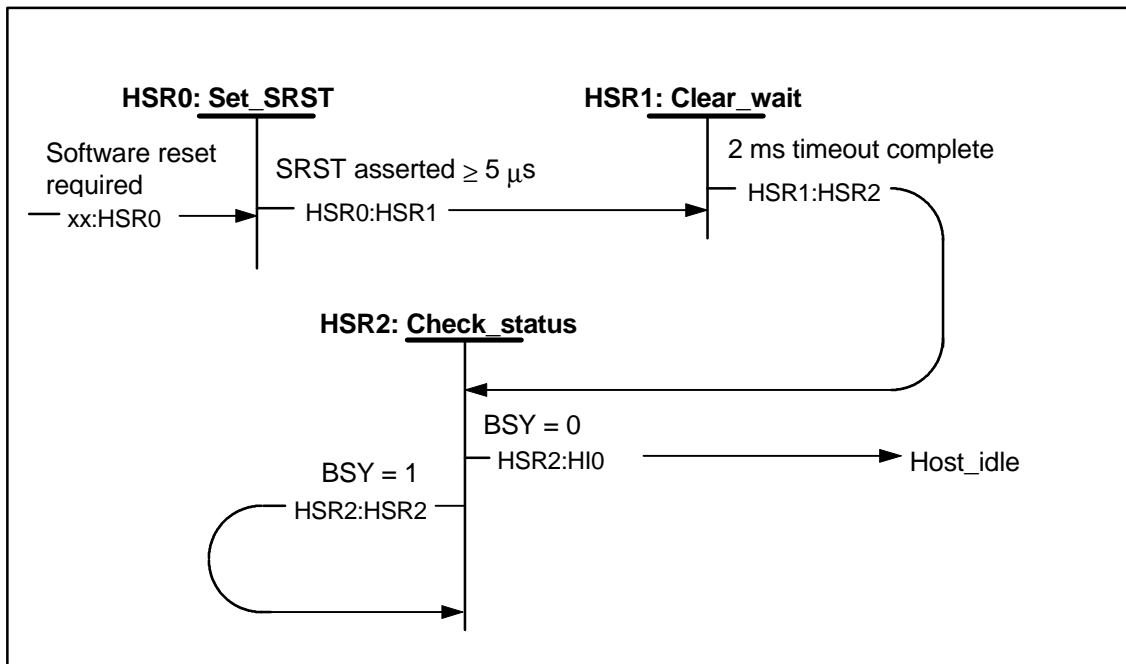 HSR0: Set_SRST
HSR1: Clear_wait
Software reset
required
xx:HSR0
SRST asserted ≥ 5 μs
HSR0:HSR1
2 ms timeout complete
HSR1:HSR2
HSR2: Check_status
BSY = 0
HSR2:HI0
Host_idle
BSY = 1
HSR2:HSR2